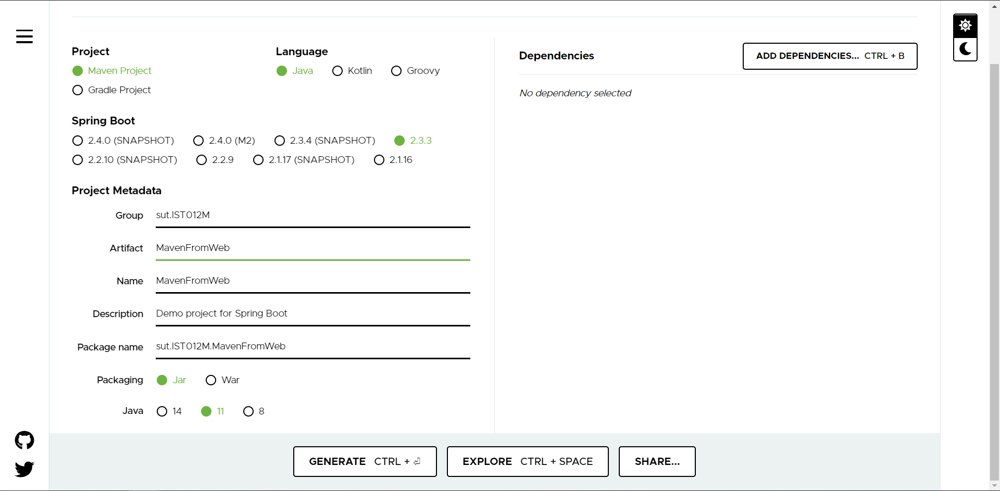 Project
Maven Project
Gradle Project
Language
Java Kotlin Groovy
Spring Boot
2.4.0 (SNAPSHOT) 2.4.0 (M2) 2.3.4 (SNAPSHOT) 2.3.3
2.2.10 (SNAPSHOT) 2.2.9 2.1.17 (SNAPSHOT) 2.1.16
Project Metadata
Group sut.IST012M
Artifact MavenFromWeb
Name MavenFromWeb
Description Demo project for Spring Boot
Package name sut.IST012M.MavenFromWeb
Packaging Jar War
Java 14 11 8
Dependencies
ADD DEPENDENCIES... CTRL + B
No dependency selected
GENERATE CTRL + ⏎
EXPLORE CTRL + SPACE
SHARE...